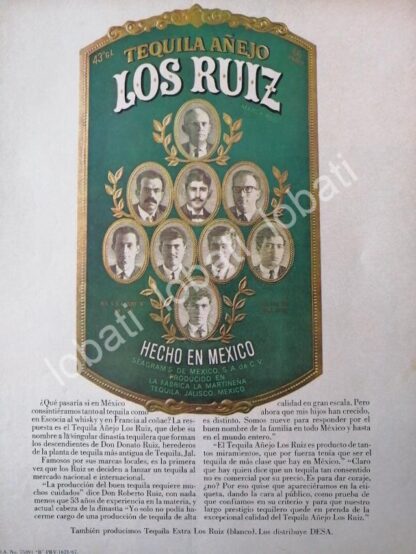 43°GL
TEQUILA AÑEJO
LOS RUIZ
HECHO EN MEXICO
SEAGRAM'S DE MEXICO, S.A. de C.V.
PRODUCIDO EN
LA FABRICA LA MARTINEÑA
TEQUILA, JALISCO, MEXICO
lobati lobati lobati
lobati lobati lobati
¿Qué pasaría si en México
consintiéramos tanto al tequila como
en Escocia al whisky y en Francia al coñac? La res-
puesta es el Tequila Añejo Los Ruiz, que debe su
nombre a la singular dinastía tequilera que forman
los descendientes de Don Donato Ruiz, herederos
de la planta de tequila más antigua de Tequila, Jal.
Famosos por sus marcas locales, es la primera
vez que los Ruiz se deciden a lanzar un tequila al
mercado nacional e internacional.
"La producción del buen tequila requiere mu-
chos cuidados" dice Don Roberto Ruiz, con nada
menos que 53 años de experiencia en la materia, y
actual cabeza de la dinastía "Yo solo no podía ha-
cerme cargo de una producción de tequila de alta
calidad en gran escala. Pero
ahora que mis hijos han crecido,
es distinto. Somos nueve para responder por el
buen nombre de la familia en todo México y hasta
en el mundo entero."
"El Tequila Añejo Los Ruiz es producto de tan-
tos miramientos, que por fuerza tenía que ser el
tequila de más clase que hay en México." "Claro
que hay quien dice que un tequila tan consentido no
es comercial por su precio. Es para dar
coraje, ¿no?. Por eso aparecemos en la etiqueta,
dando la cara al público, como prueba de
que confiamos en su criterio y para que nuestro
largo prestigio tequilero quede en prenda de la
excepcional calidad del Tequila Añejo Los Ruiz."
También producimos Tequila Extra Los Ruiz (blanco). Los distribuye DESA.